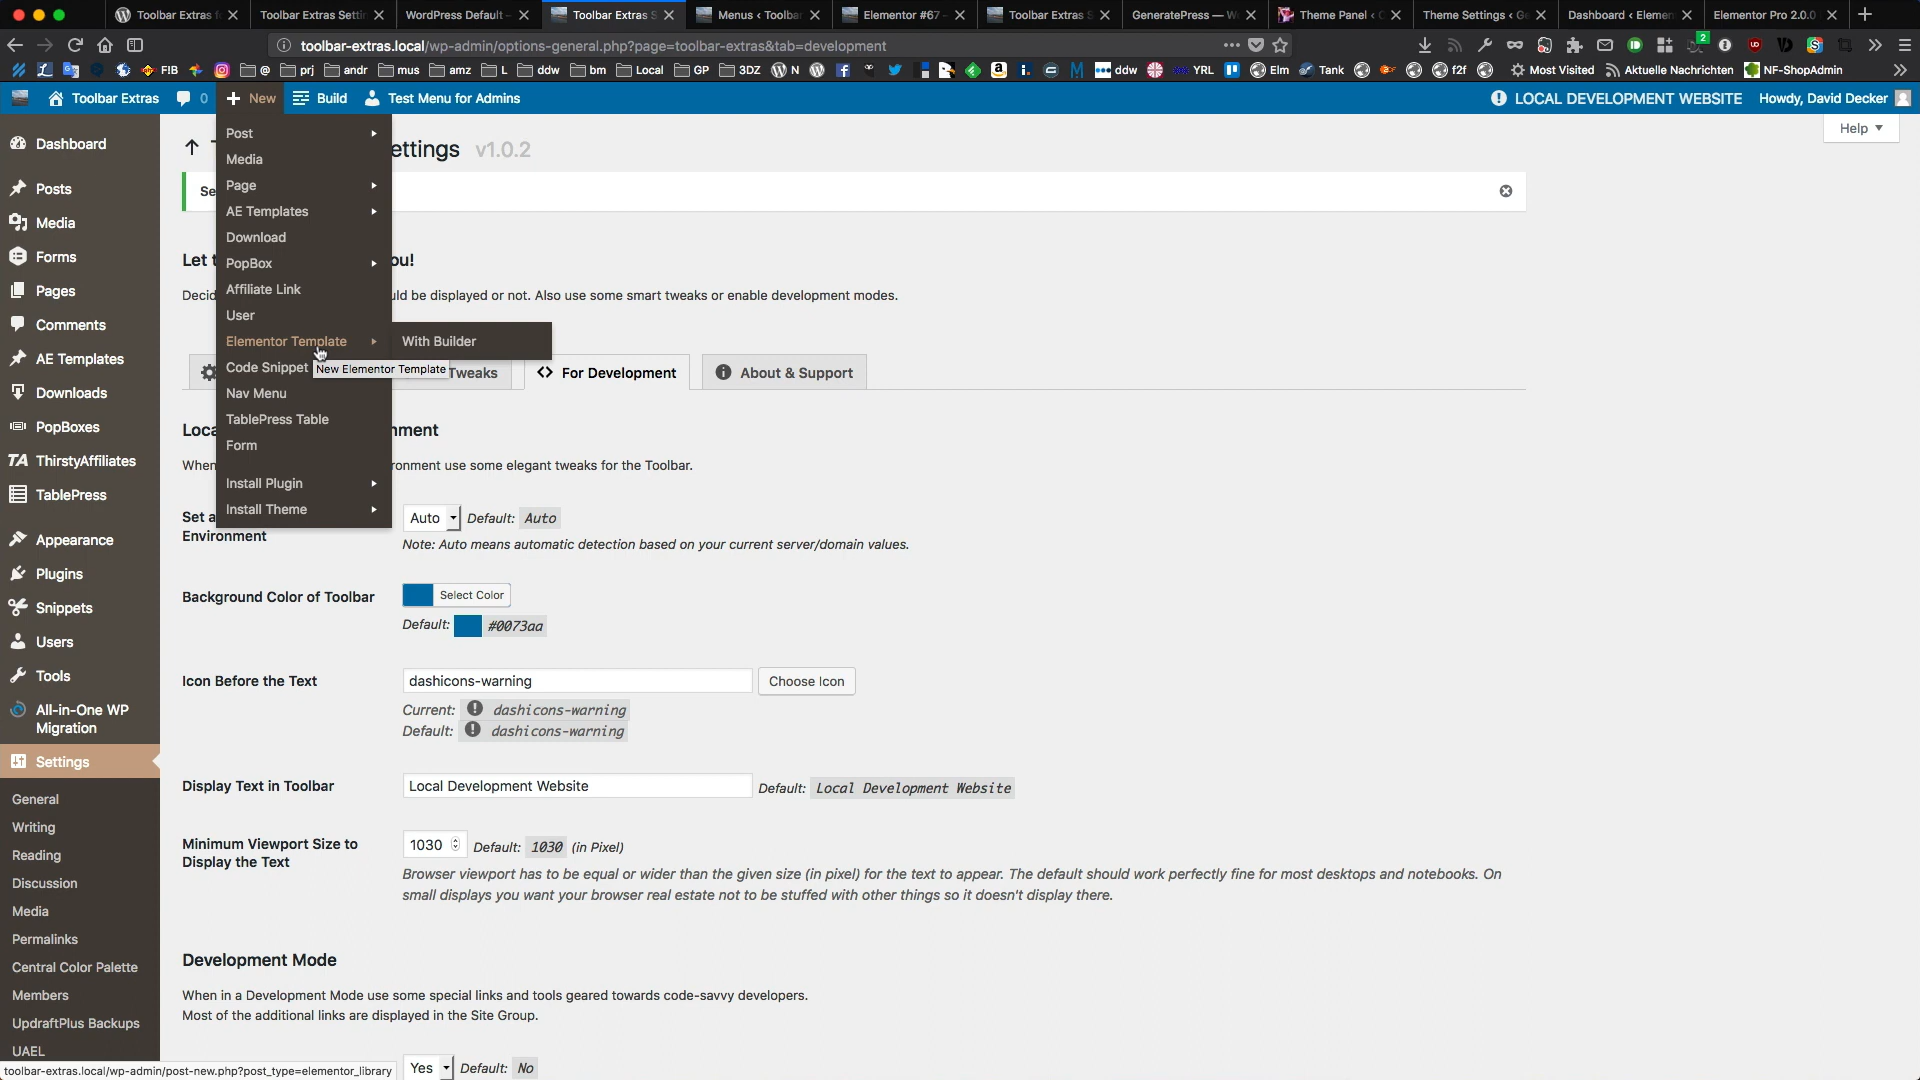 Toolbar Extras
Toolbar Extras Setti
WordPress Default -
Toolbar Extras S
Menus < Toolba
Elementor #67 -
Toolbar Extras S
GeneratePress — W
Theme Panel <
Theme Settings < G
Dashboard < Elemen
Elementor Pro 2.0.0
toolbar-extras.local/wp-admin/options-general.php?page=toolbar-extras&tab=development
2
FIB @ prj andr mus amz L ddw bm Local GP 3DZ N ddw YRL Elm Tank f2f Most Visited Aktuelle Nachrichten NF-ShopAdmin
Toolbar Extras 0 + New Build Test Menu for Admins LOCAL DEVELOPMENT WEBSITE Howdy, David Decker
Help
Dashboard
Posts
Media
Forms
Pages
Comments
AE Templates
Downloads
PopBoxes
TA ThirstyAffiliates
TablePress
Appearance
Plugins
Snippets
Users
Tools
All-in-One WP
Migration
Settings
General
Writing
Reading
Discussion
Media
Permalinks
Central Color Palette
Members
UpdraftPlus Backups
UAEL
toolbar-extras.local/wp-admin/post-new.php?post_type=elementor_library
Post
Media
Page
AE Templates
Download
PopBox
Affiliate Link
User
Elementor Template
With Builder
Code Snippet
New Elementor Template
Nav Menu
TablePress Table
Form
Install Plugin
Install Theme
ettings v1.0.2
Se
Let t ou!
Decid uld be displayed or not. Also use some smart tweaks or enable development modes.
Tweaks
For Development
About & Support
Loca nment
When ronment use some elegant tweaks for the Toolbar.
Set a
Environment
Auto Default: Auto
Note: Auto means automatic detection based on your current server/domain values.
Background Color of Toolbar
Select Color
Default: #0073aa
Icon Before the Text
dashicons-warning
Choose Icon
Current: dashicons-warning
Default: dashicons-warning
Display Text in Toolbar
Local Development Website
Default: Local Development Website
Minimum Viewport Size to
Display the Text
1030 Default: 1030 (in Pixel)
Browser viewport has to be equal or wider than the given size (in pixel) for the text to appear. The default should work perfectly fine for most desktops and notebooks. On
small displays you want your browser real estate not to be stuffed with other things so it doesn't display there.
Development Mode
When in a Development Mode use some special links and tools geared towards code-savvy developers.
Most of the additional links are displayed in the Site Group.
Yes Default: No